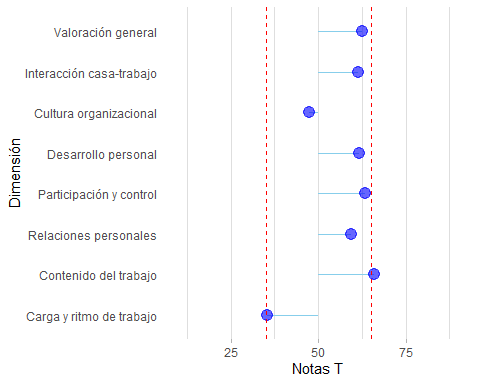 Valoración general
Interacción casa-trabajo
Cultura organizacional
Desarrollo personal
Participación y control
Relaciones personales
Contenido del trabajo
Carga y ritmo de trabajo
Dimensión
25 50 75
Notas T